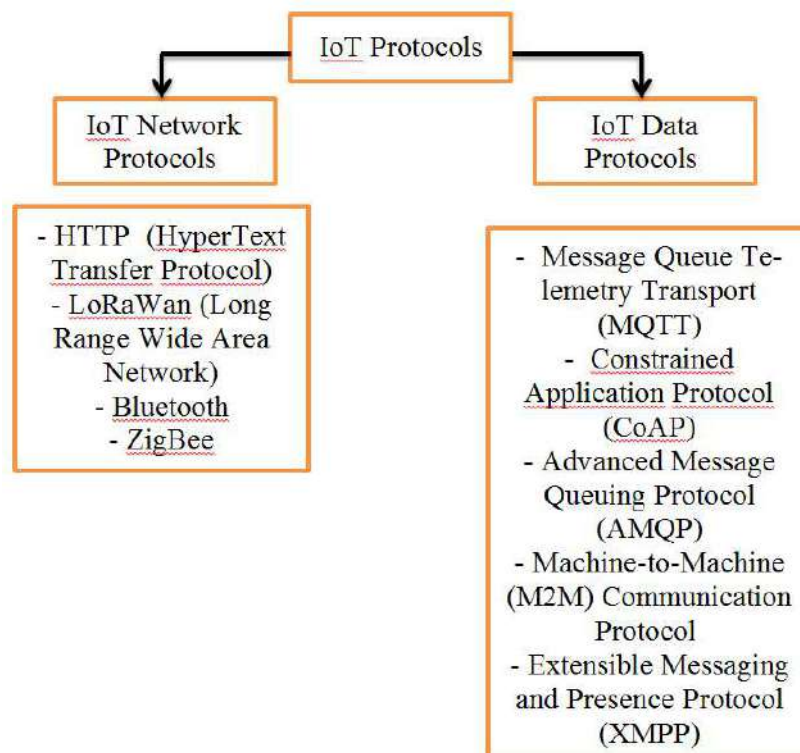 IoT Protocols
IoT Network
Protocols
IoT Data
Protocols
- HTTP (HyperText
Transfer Protocol)
- LoRaWan (Long
Range Wide Area
Network)
- Bluetooth
- ZigBee
- Message Queue Te-
lemetry Transport
(MQTT)
- Constrained
Application Protocol
(CoAP)
- Advanced Message
Queuing Protocol
(AMQP)
- Machine-to-Machine
(M2M) Communication
Protocol
- Extensible Messaging
and Presence Protocol
(XMPP)